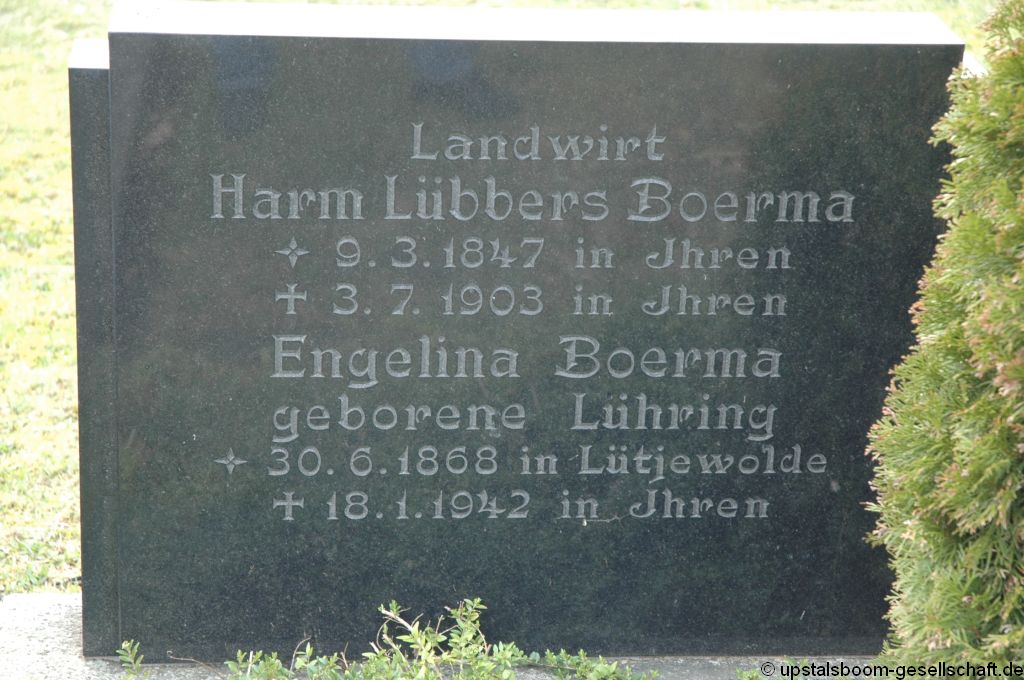 Landwirt
Harm Lübbers Boerma
✧ 9.3.1847 in Jhren
✝ 3.7.1903 in Jhren
Engelina Boerma
geborene Lühring
✧ 30.6.1868 in Lütjewolde
✝ 18.1.1942 in Jhren
© upstalsboom-gesellschaft.de